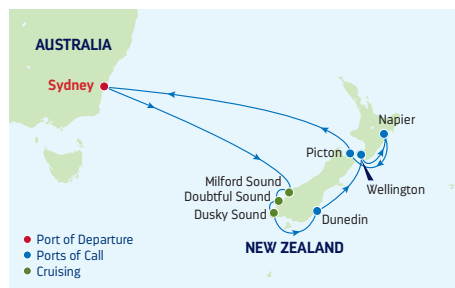 AUSTRALIA
Sydney
Napier
Picton
Wellington
Milford Sound
Doubtful Sound
Dusky Sound
Dunedin
NEW ZEALAND
Port of Departure
Ports of Call
Cruising